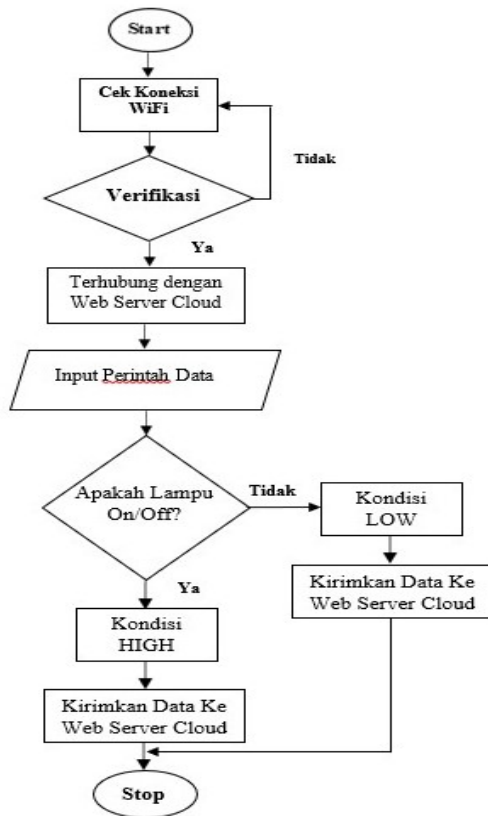 Start
Cek Koneksi
WiFi
Tidak
Verifikasi
Ya
Terhubung dengan
Web Server Cloud
Input Perintah Data
Apakah Lampu
On/Off?
Tidak
Kondisi
LOW
Kirimkan Data Ke
Web Server Cloud
Ya
Kondisi
HIGH
Kirimkan Data Ke
Web Server Cloud
Stop